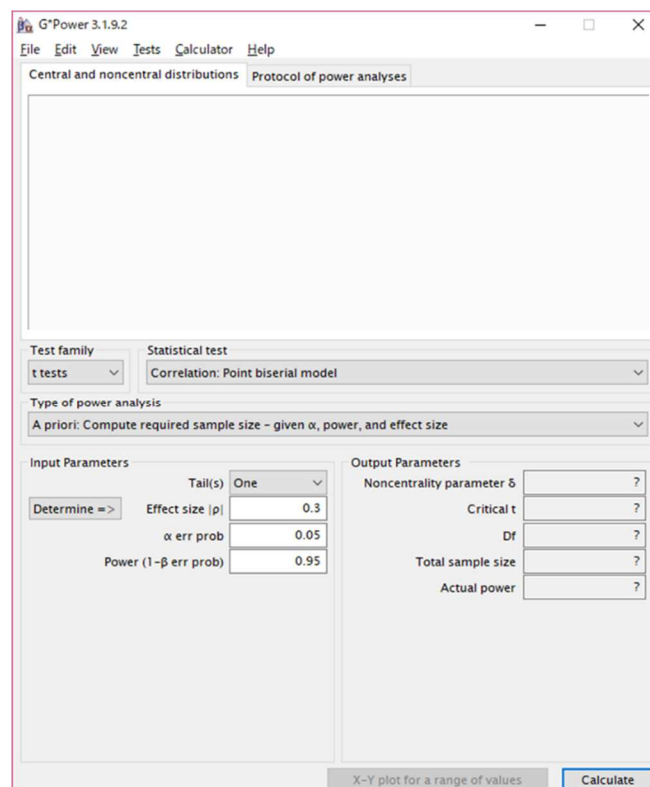 βα G*Power 3.1.9.2
File Edit View Tests Calculator Help
Central and noncentral distributions Protocol of power analyses
Test family Statistical test
t tests Correlation: Point biserial model
Type of power analysis
A priori: Compute required sample size – given α, power, and effect size
Input Parameters Output Parameters
Tail(s) One Noncentrality parameter δ ?
Determine => Effect size |ρ| 0.3 Critical t ?
α err prob 0.05 Df ?
Power (1-β err prob) 0.95 Total sample size ?
Actual power ?
X-Y plot for a range of values Calculate